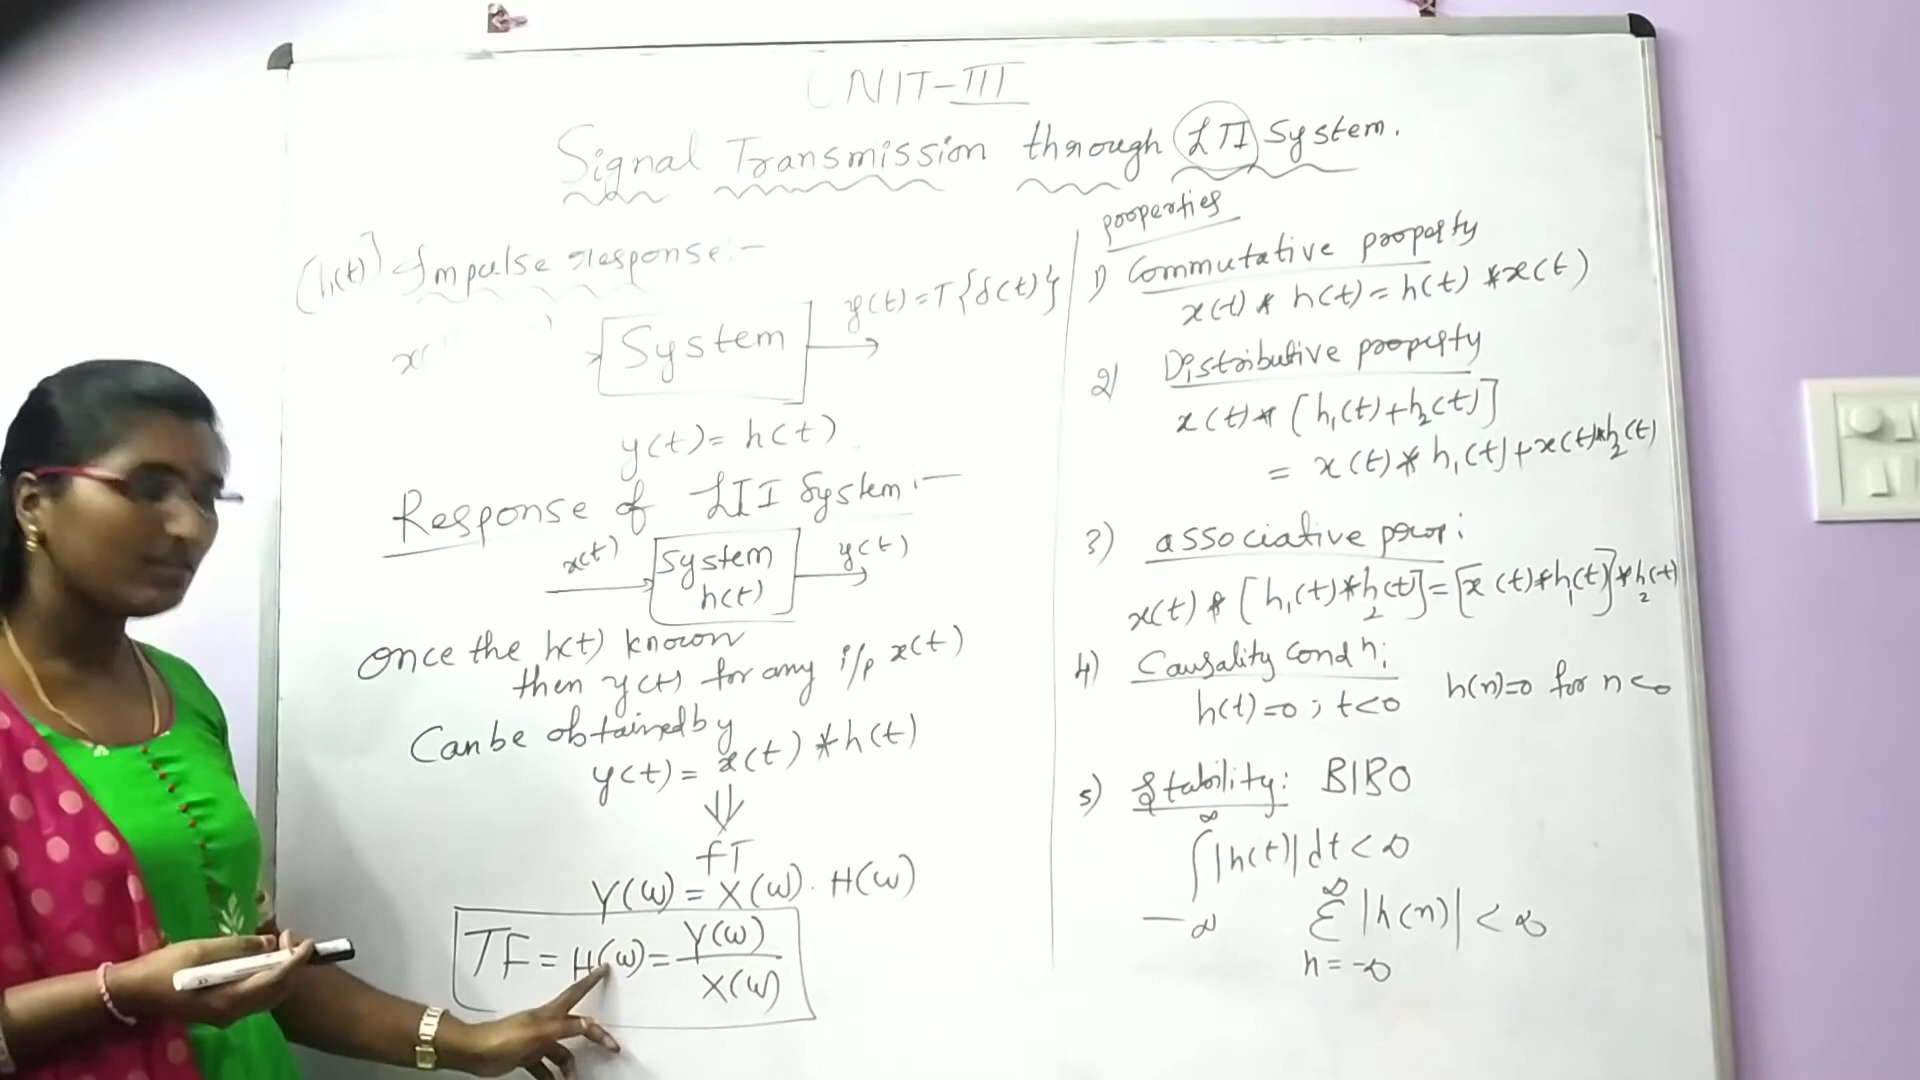 UNIT-III
Signal Transmission through LTI System.
[h(t)] Impulse response:-
x(
System
y(t)=T{δ(t)}
y(t)= h(t)
Response of LTI System:-
x(t)
System
h(t)
y(t)
Once the h(t) known
then y(t) for any i/p x(t)
Can be obtained by
y(t)= x(t) * h(t)
⇓
FT
Y(ω)= X(ω). H(ω)
TF = H(ω)= Y(ω)/X(ω)
properties
1) Commutative property
x(t) * h(t)= h(t) * x(t)
2) Distributive property
x(t)* [h₁(t)+h₂(t)]
= x(t)* h₁(t)+x(t)*h₂(t)
3) associative prop:
x(t) * [h₁(t)*h₂(t)]=[x(t)*h₁(t)]*h₂(t)
4) Causality condn:
h(t)=0; t<0 h(n)=0 for n<0
5) Stability: BIBO
∫_{-∞}^{∞} |h(t)| dt < ∞
Σ_{n=-∞}^{∞} |h(n)| < ∞